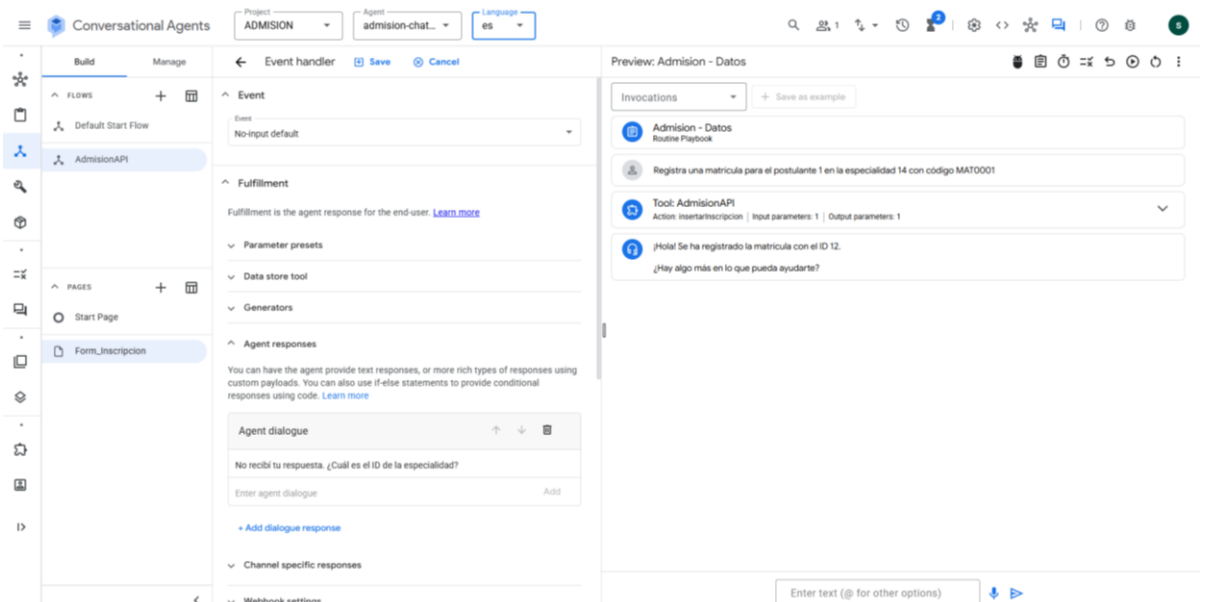 Conversational Agents
Project
ADMISION
Agent
admision-chat...
Language
es
1
2
S
Build
Manage
FLOWS
Default Start Flow
AdmisionAPI
PAGES
Start Page
Form_Inscripcion
Event handler
Save
Cancel
Event
Event
No-input default
Fulfillment
Fulfillment is the agent response for the end-user. Learn more
Parameter presets
Data store tool
Generators
Agent responses
You can have the agent provide text responses, or more rich types of responses using
custom payloads. You can also use if-else statements to provide conditional
responses using code. Learn more
Agent dialogue
No recibí tu respuesta. ¿Cuál es el ID de la especialidad?
Enter agent dialogue
Add
+ Add dialogue response
Channel specific responses
Webhook settings
Preview: Admision - Datos
Invocations
+ Save as example
Admision - Datos
Routine Playbook
Registra una matricula para el postulante 1 en la especialidad 14 con código MAT0001
Tool: AdmisionAPI
Action: insertarInscripcion | Input parameters: 1 | Output parameters: 1
¡Hola! Se ha registrado la matricula con el ID 12.
¿Hay algo más en lo que pueda ayudarte?
Enter text (@ for other options)